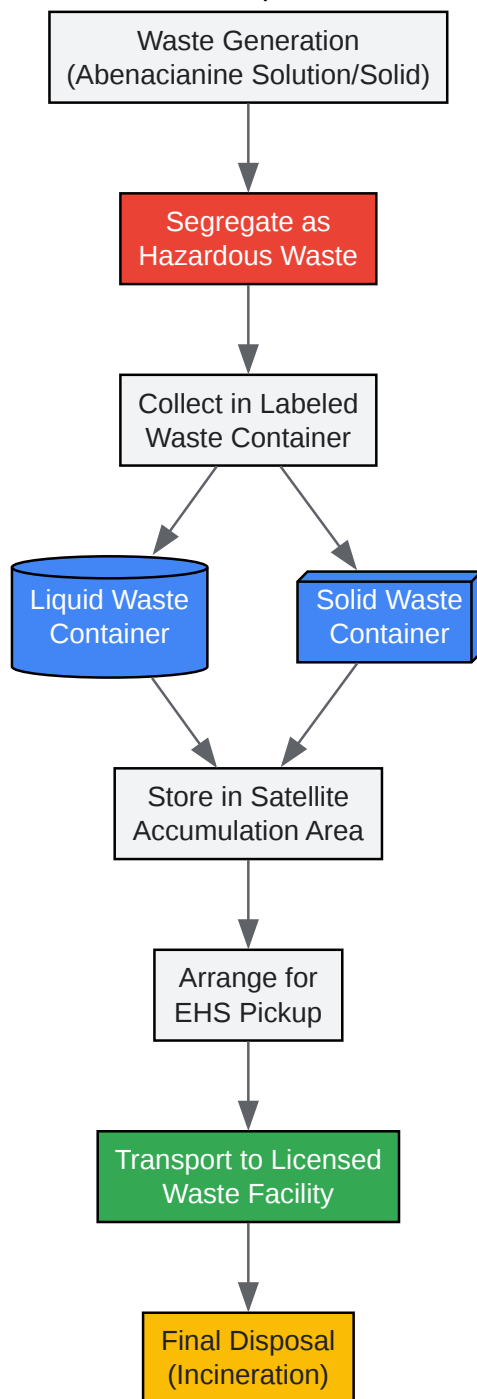 Waste Generation
(Abenacianine Solution/Solid)
Segregate as
Hazardous Waste
Collect in Labeled
Waste Container
Liquid Waste
Container
Solid Waste
Container
Store in Satellite
Accumulation Area
Arrange for
EHS Pickup
Transport to Licensed
Waste Facility
Final Disposal
(Incineration)